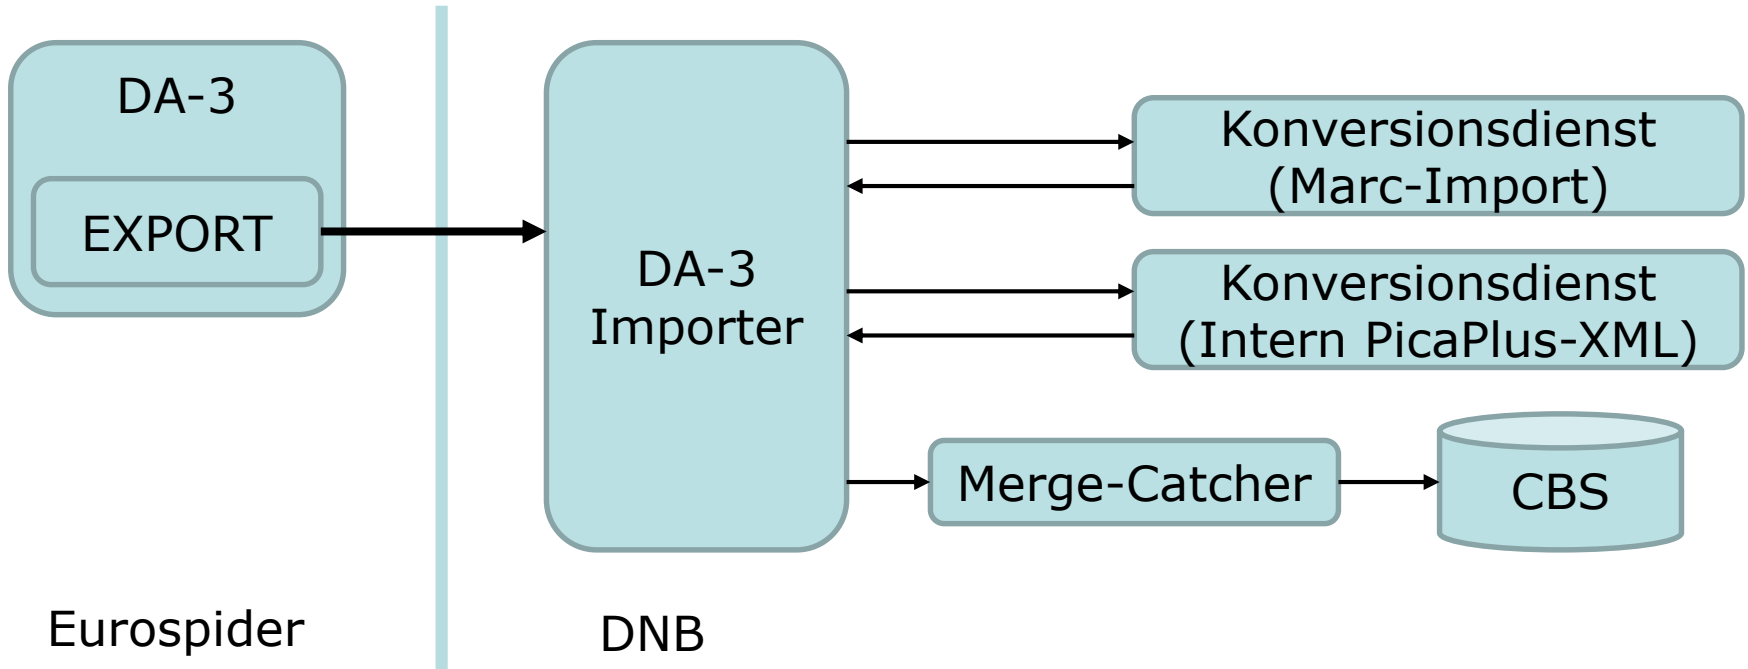 DA-3
EXPORT
DA-3
Importer
Konversionsdienst
(Marc-Import)
Konversionsdienst
(Intern PicaPlus-XML)
Merge-Catcher
CBS
Eurospider
DNB